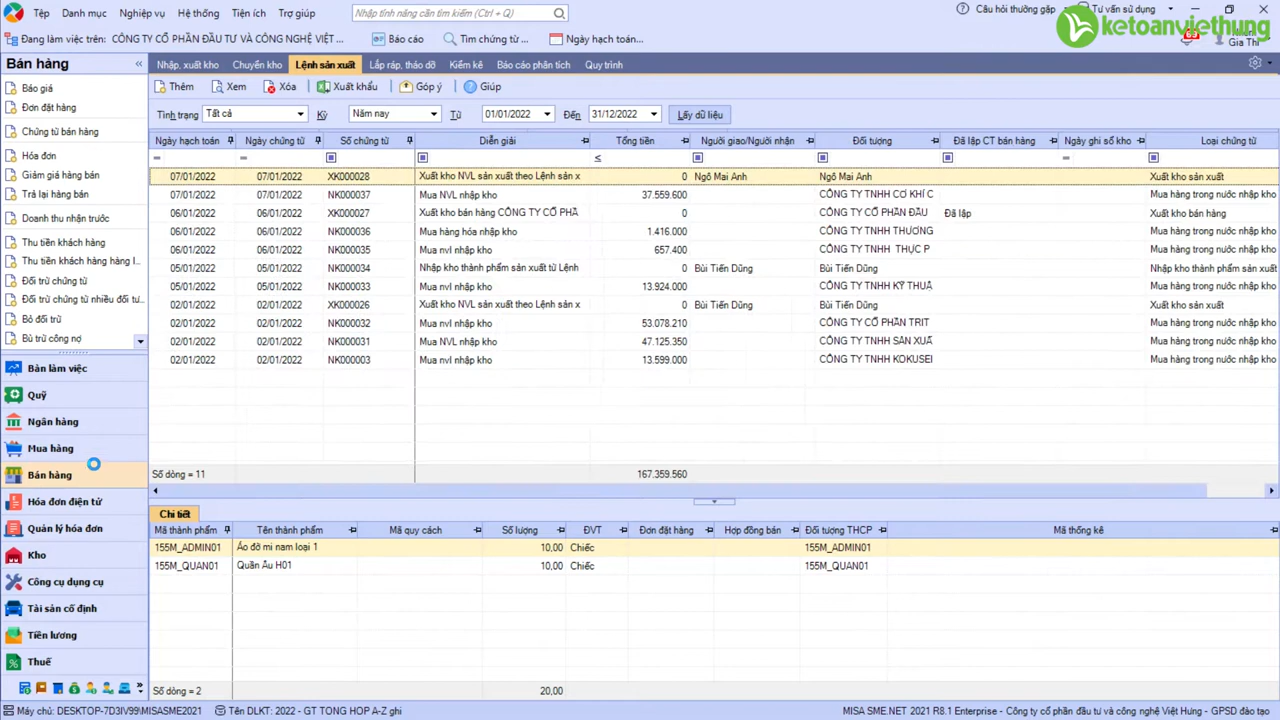 Tệp Danh mục Nghiệp vụ Hệ thống Tiện ích Trợ giúp Nhập tính năng cần tìm kiếm (Ctrl + Q) Câu hỏi thường gặp Tư vấn sử dụng
ketoanviethung
Đang làm việc trên: CÔNG TY CỔ PHẦN ĐẦU TƯ VÀ CÔNG NGHỆ VIỆT ... Báo cáo Tìm chứng từ... Ngày hạch toán... Gia Thi
Bán hàng « Nhập, xuất kho Chuyển kho Lệnh sản xuất Lắp ráp, tháo dỡ Kiểm kê Báo cáo phân tích Quy trình
Thêm Xem Xóa Xuất khẩu Góp ý Giúp
Tình trạng Tất cả Kỳ Năm nay Từ 01/01/2022 Đến 31/12/2022 Lấy dữ liệu
Ngày hạch toán Ngày chứng từ Số chứng từ Diễn giải Tổng tiền Người giao/Người nhận Đối tượng Đã lập CT bán hàng Ngày ghi sổ kho Loại chứng từ
= = ≤ =
07/01/2022 07/01/2022 XK000028 Xuất kho NVL sản xuất theo Lệnh sản x 0 Ngô Mai Anh Ngô Mai Anh Xuất kho sản xuất
07/01/2022 07/01/2022 NK000037 Mua NVL nhập kho 37.559.600 CÔNG TY TNHH CƠ KHÍ C Mua hàng trong nước nhập kho
06/01/2022 06/01/2022 XK000027 Xuất kho bán hàng CÔNG TY CỔ PHẦ 0 CÔNG TY CỔ PHẦN ĐẦU Đã lập Xuất kho bán hàng
06/01/2022 06/01/2022 NK000036 Mua hàng hóa nhập kho 1.416.000 CÔNG TY TNHH THƯƠNG Mua hàng trong nước nhập kho
06/01/2022 06/01/2022 NK000035 Mua nvl nhập kho 657.400 CÔNG TY TNHH THỰC P Mua hàng trong nước nhập kho
05/01/2022 05/01/2022 NK000034 Nhập kho thành phẩm sản xuất từ Lệnh 0 Bùi Tiến Dũng Bùi Tiến Dũng Nhập kho thành phẩm sản xuất
05/01/2022 05/01/2022 NK000033 Mua nvl nhập kho 13.924.000 CÔNG TY TNHH KỸ THUẬ Mua hàng trong nước nhập kho
02/01/2022 02/01/2022 XK000026 Xuất kho NVL sản xuất theo Lệnh sản x 0 Bùi Tiến Dũng Bùi Tiến Dũng Xuất kho sản xuất
02/01/2022 02/01/2022 NK000032 Mua nvl nhập kho 53.078.210 CÔNG TY CỔ PHẦN TRIT Mua hàng trong nước nhập kho
02/01/2022 02/01/2022 NK000031 Mua NVL nhập kho 47.125.350 CÔNG TY TNHH SẢN XUẤ Mua hàng trong nước nhập kho
02/01/2022 02/01/2022 NK000003 Mua nvl nhập kho 13.599.000 CÔNG TY TNHH KOKUSEI Mua hàng trong nước nhập kho
Số dòng = 11 167.359.560
Chi tiết
Mã thành phẩm Tên thành phẩm Mã quy cách Số lượng ĐVT Đơn đặt hàng Hợp đồng bán Đối tượng THCP Mã thống kê
155M_ADMIN01 Áo đờ mi nam loại 1 10,00 Chiếc 155M_ADMIN01
155M_QUAN01 Quần Âu H01 10,00 Chiếc 155M_QUAN01
Số dòng = 2 20,00
Báo giá
Đơn đặt hàng
Chứng từ bán hàng
Hóa đơn
Giảm giá hàng bán
Trả lại hàng bán
Doanh thu nhận trước
Thu tiền khách hàng
Thu tiền khách hàng hàng l...
Đối trừ chứng từ
Đối trừ chứng từ nhiều đối tư...
Bỏ đối trừ
Bù trừ công nợ
Bàn làm việc
Quỹ
Ngân hàng
Mua hàng
Bán hàng
Hóa đơn điện tử
Quản lý hóa đơn
Kho
Công cụ dụng cụ
Tài sản cố định
Tiền lương
Thuế
Máy chủ: DESKTOP-7D3IV99\MISASME2021 Tên DLKT: 2022 - GT TONG HOP A-Z ghi MISA SME.NET 2021 R8.1 Enterprise - Công ty cổ phần đầu tư và công nghệ Việt Hưng - GPSD đào tạo